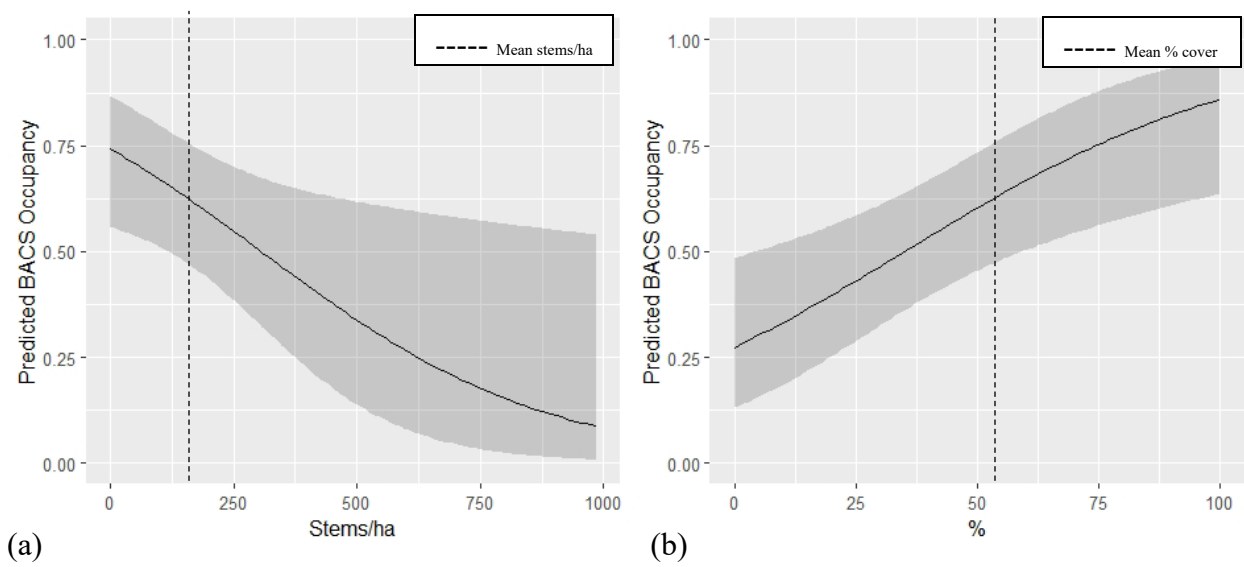 Mean stems/ha
1.00
0.75
0.50
0.25
0.00
Predicted BACS Occupancy
0 250 500 750 1000
Stems/ha
(a)
Mean % cover
1.00
0.75
0.50
0.25
0.00
Predicted BACS Occupancy
0 25 50 75 100
%
(b)